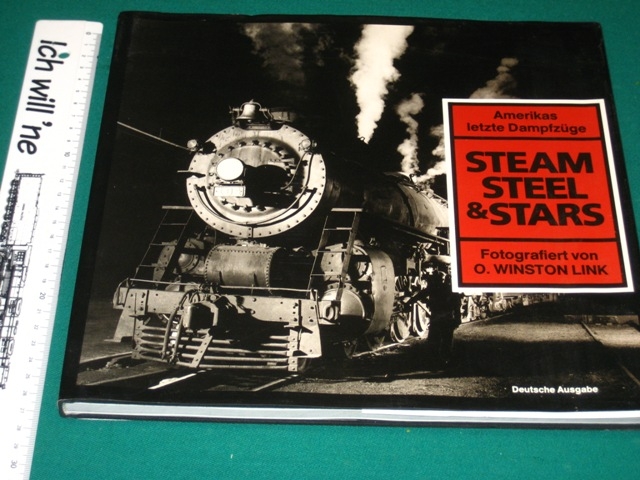 Ich will 'ne
Amerikas
letzte Dampfzüge
STEAM
STEEL
& STARS
Fotografiert von
O. WINSTON LINK
Deutsche Ausgabe